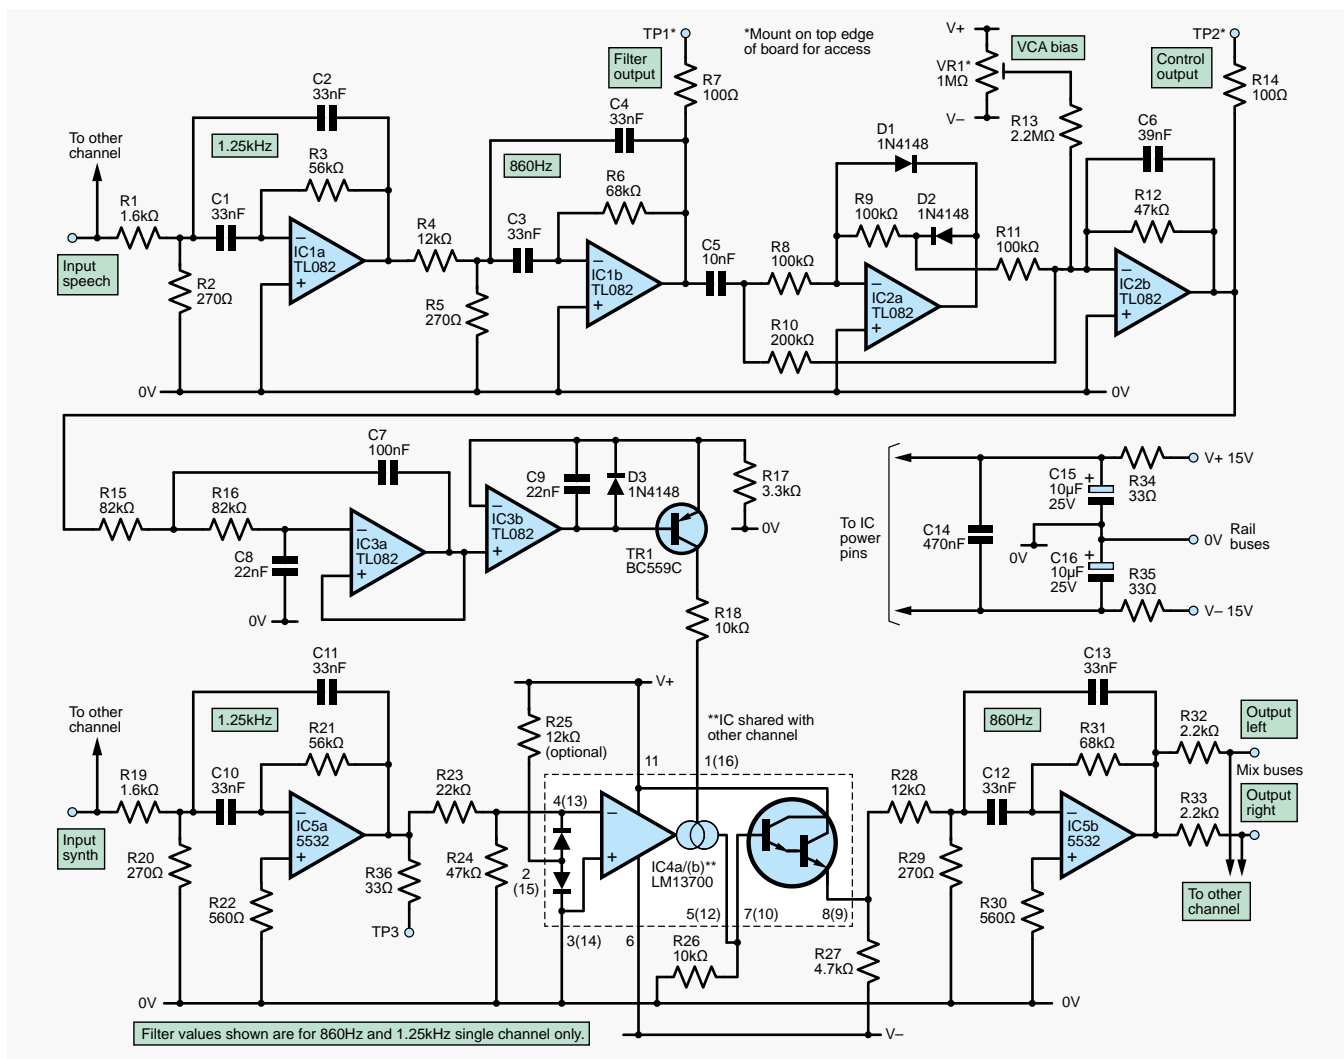 TP1*
*Mount on top edge
of board for access
V+
VCA bias
TP2*
Filter
output
Control
output
VR1*
1MΩ
V–
C2
33nF
C4
33nF
R7
100Ω
R14
100Ω
R13
2.2MΩ
C6
39nF
To other
channel
1.25kHz
R3
56kΩ
860Hz
R6
68kΩ
D1
1N4148
R1
1.6kΩ
C1
33nF
R4
12kΩ
C3
33nF
R9
100kΩ
D2
1N4148
R12
47kΩ
C5
10nF
R8
100kΩ
R11
100kΩ
–
IC1a
TL082
+
–
IC1b
TL082
+
–
IC2a
TL082
+
–
IC2b
TL082
+
Input
speech
R2
270Ω
R5
270Ω
R10
200kΩ
0V
0V
C7
100nF
R15
82kΩ
R16
82kΩ
C8
22nF
0V
–
IC3a
TL082
+
–
IC3b
TL082
+
C9
22nF
D3
1N4148
R17
3.3kΩ
0V
TR1
BC559C
R18
10kΩ
To IC
power
pins
C14
470nF
C15
10µF
25V
+
R34
33Ω
V+ 15V
0V
0V
Rail
buses
C16
10µF
25V
+
R35
33Ω
V– 15V
C11
33nF
C13
33nF
To other
channel
1.25kHz
R21
56kΩ
V+
R25
12kΩ
(optional)
**IC shared with
other channel
860Hz
R31
68kΩ
R32
2.2kΩ
Output
left
Mix buses
11
1(16)
R19
1.6kΩ
C10
33nF
R23
22kΩ
4(13)
R28
12kΩ
C12
33nF
R33
2.2kΩ
Output
right
Input
synth
–
IC5a
5532
+
–
+
–
IC5b
5532
+
R20
270Ω
R22
560Ω
R36
33Ω
R24
47kΩ
2
(15)
IC4a/(b)**
LM13700
R29
270Ω
R30
560Ω
To other
channel
TP3
3(14)
6
5(12)
7(10)
8(9)
R26
10kΩ
R27
4.7kΩ
0V
0V
Filter values shown are for 860Hz and 1.25kHz single channel only.
V–